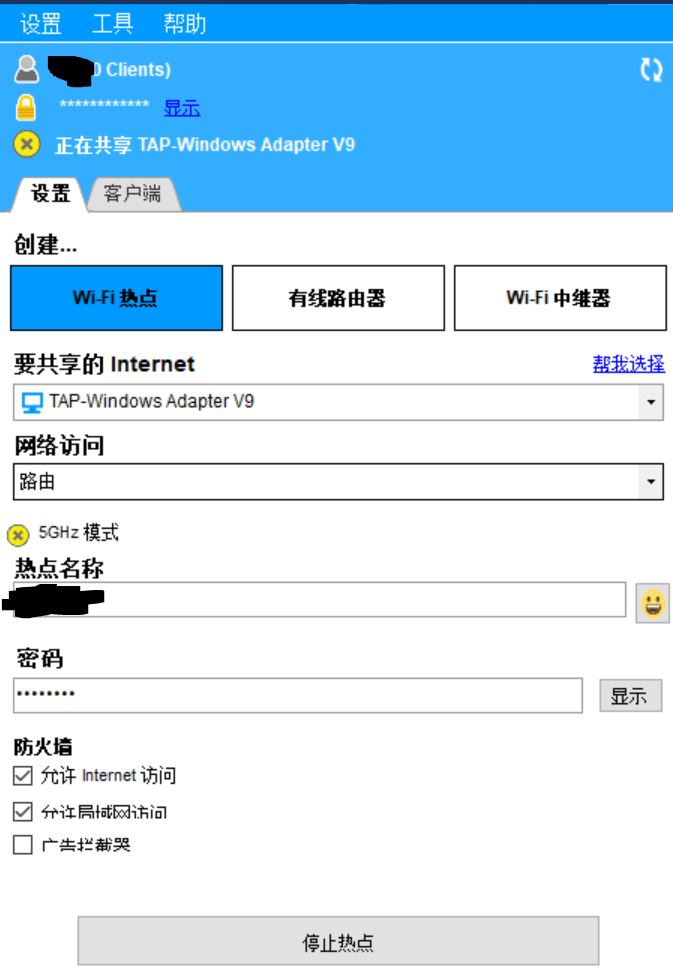 设置 工具 帮助
0 Clients)
************ 显示
正在共享 TAP-Windows Adapter V9
设置 客户端
创建...
Wi-Fi 热点 有线路由器 Wi-Fi 中继器
要共享的 Internet 帮我选择
TAP-Windows Adapter V9
网络访问
路由
5GHz 模式
热点名称
密码
•••••••• 显示
防火墙
允许 Internet 访问
允许局域网访问
广告拦截器
停止热点